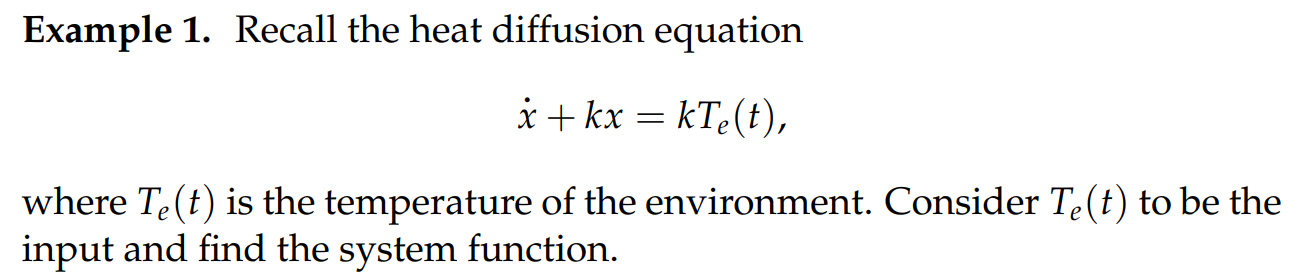 Example 1. Recall the heat diffusion equation
ẋ + kx = kTₑ(t),
where Tₑ(t) is the temperature of the environment. Consider Tₑ(t) to be the
input and find the system function.